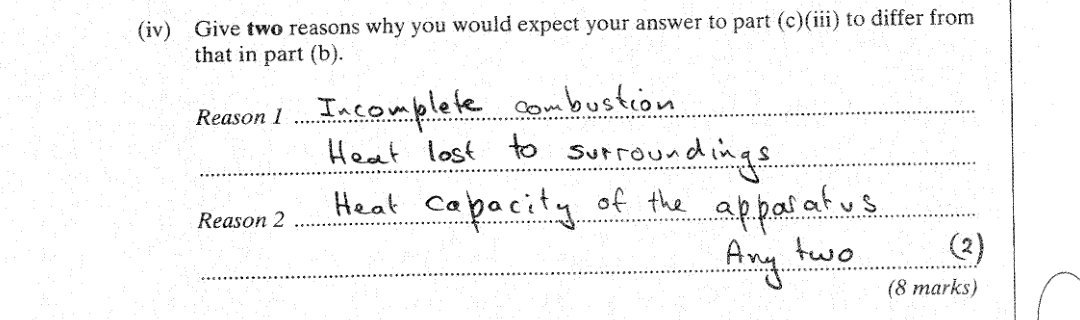 (iv) Give two reasons why you would expect your answer to part (c)(iii) to differ from
that in part (b).
Reason 1 Incomplete combustion
Heat lost to surroundings
Reason 2 Heat capacity of the apparatus
Any two (2)
(8 marks)